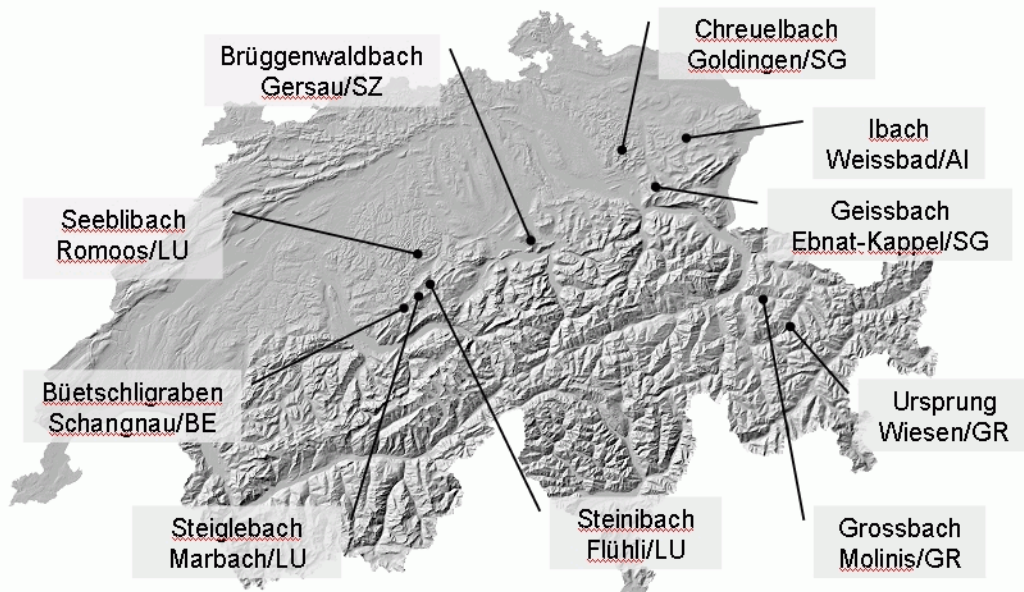 Chreuelbach
Goldingen/SG
Brüggenwaldbach
Gersau/SZ
Ibach
Weissbad/AI
Geissbach
Ebnat-Kappel/SG
Seeblibach
Romoos/LU
Büetschligraben
Schangnau/BE
Ursprung
Wiesen/GR
Steiglebach
Marbach/LU
Steinibach
Flühli/LU
Grossbach
Molinis/GR